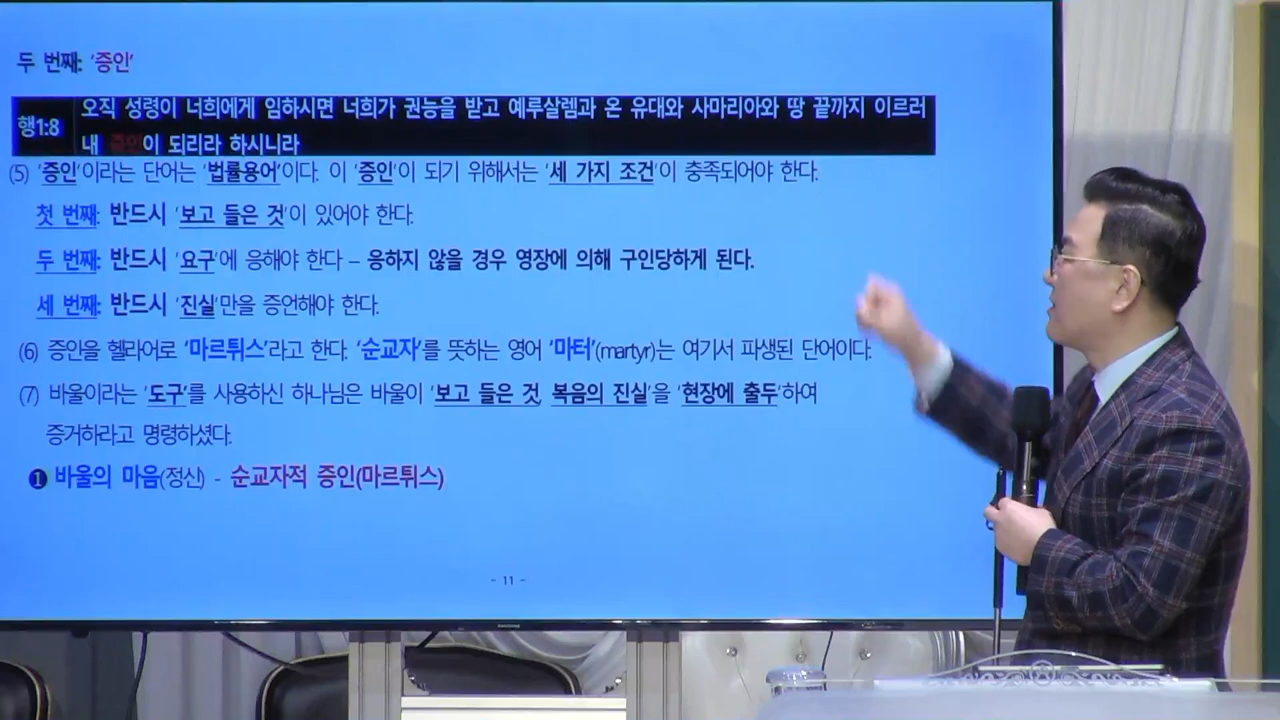 두 번째: '증인'
행1:8 오직 성령이 너희에게 임하시면 너희가 권능을 받고 예루살렘과 온 유대와 사마리아와 땅 끝까지 이르러
내 증인이 되리라 하시니라
(5) '증인'이라는 단어는 '법률용어'이다. 이 '증인'이 되기 위해서는 '세 가지 조건'이 충족되어야 한다.
첫 번째: 반드시 '보고 들은 것'이 있어야 한다.
두 번째: 반드시 '요구'에 응해야 한다 – 응하지 않을 경우 영장에 의해 구인당하게 된다.
세 번째: 반드시 '진실'만을 증언해야 한다.
(6) 증인을 헬라어로 '마르튀스'라고 한다. '순교자'를 뜻하는 영어 '마터'(martyr)는 여기서 파생된 단어이다.
(7) 바울이라는 '도구'를 사용하신 하나님은 바울이 '보고 들은 것, 복음의 진실'을 '현장에 출두'하여
증거하라고 명령하셨다.
❶ 바울의 마음(정신) - 순교자적 증인(마르튀스)
- 11 -
SAMSUNG